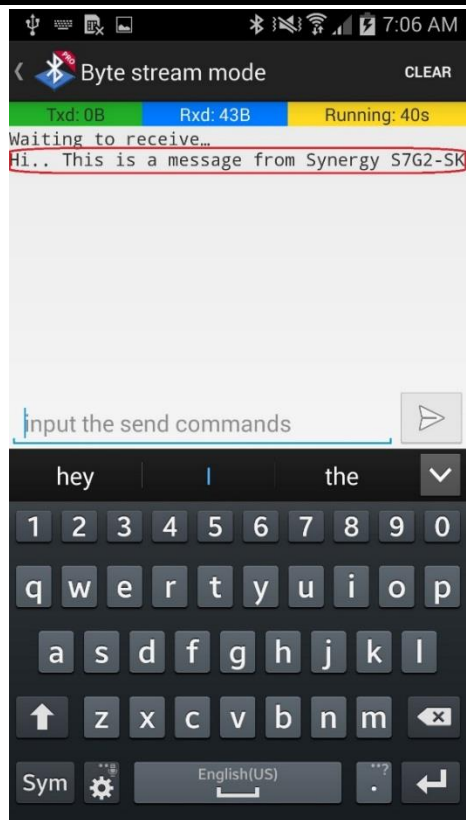 7:06 AM
PRO
Byte stream mode
CLEAR
Txd: 0B Rxd: 43B Running: 40s
Waiting to receive…
Hi.. This is a message from Synergy S7G2-SK
input the send commands
hey I the
1 2 3 4 5 6 7 8 9 0
q w e r t y u i o p
a s d f g h j k l
z x c v b n m
Sym English(US) . ?